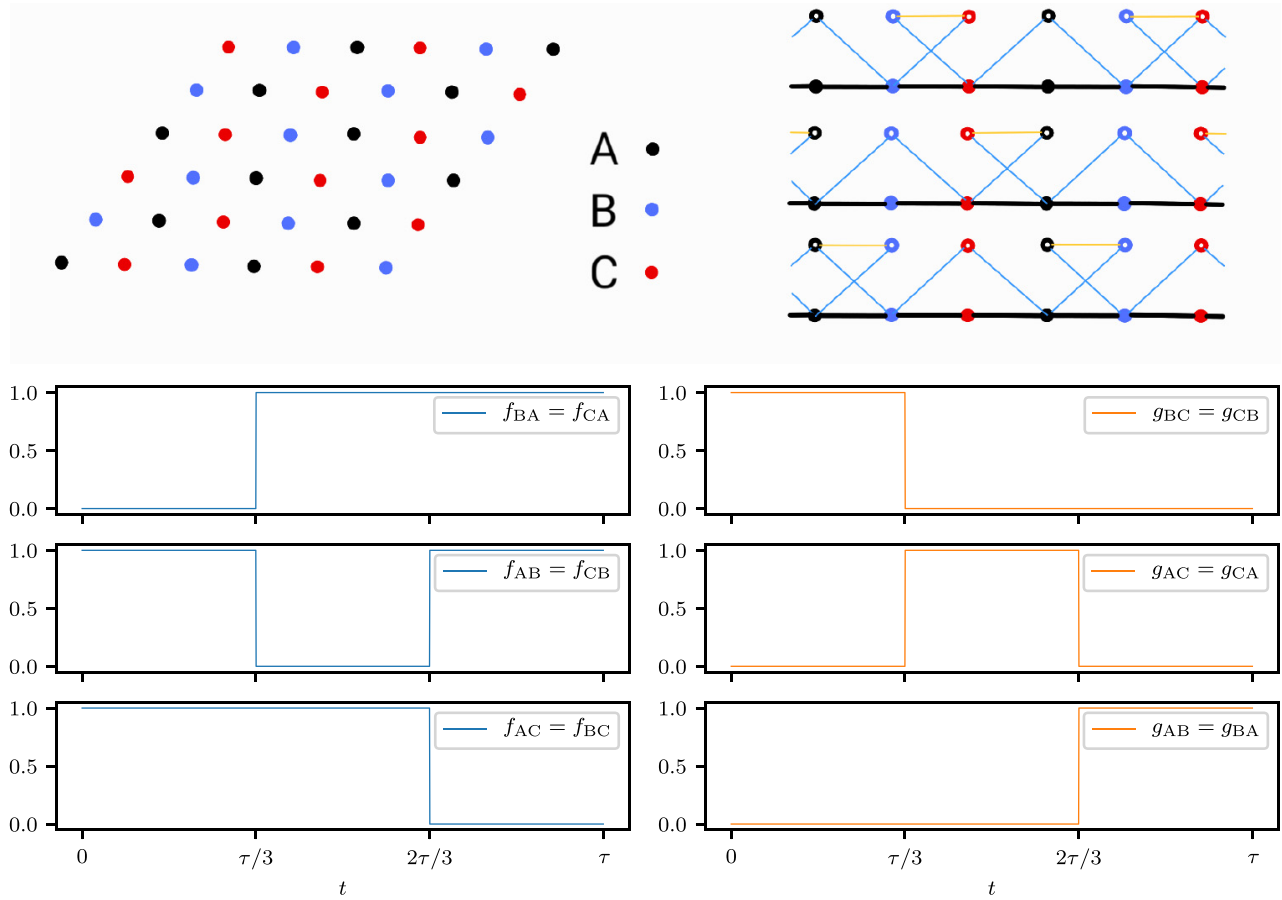 A
B
C
1.0
0.5
0.0
f_BA = f_CA
1.0
0.5
0.0
g_BC = g_CB
1.0
0.5
0.0
f_AB = f_CB
1.0
0.5
0.0
g_AC = g_CA
1.0
0.5
0.0
f_AC = f_BC
0 τ/3 2τ/3 τ
t
1.0
0.5
0.0
g_AB = g_BA
0 τ/3 2τ/3 τ
t